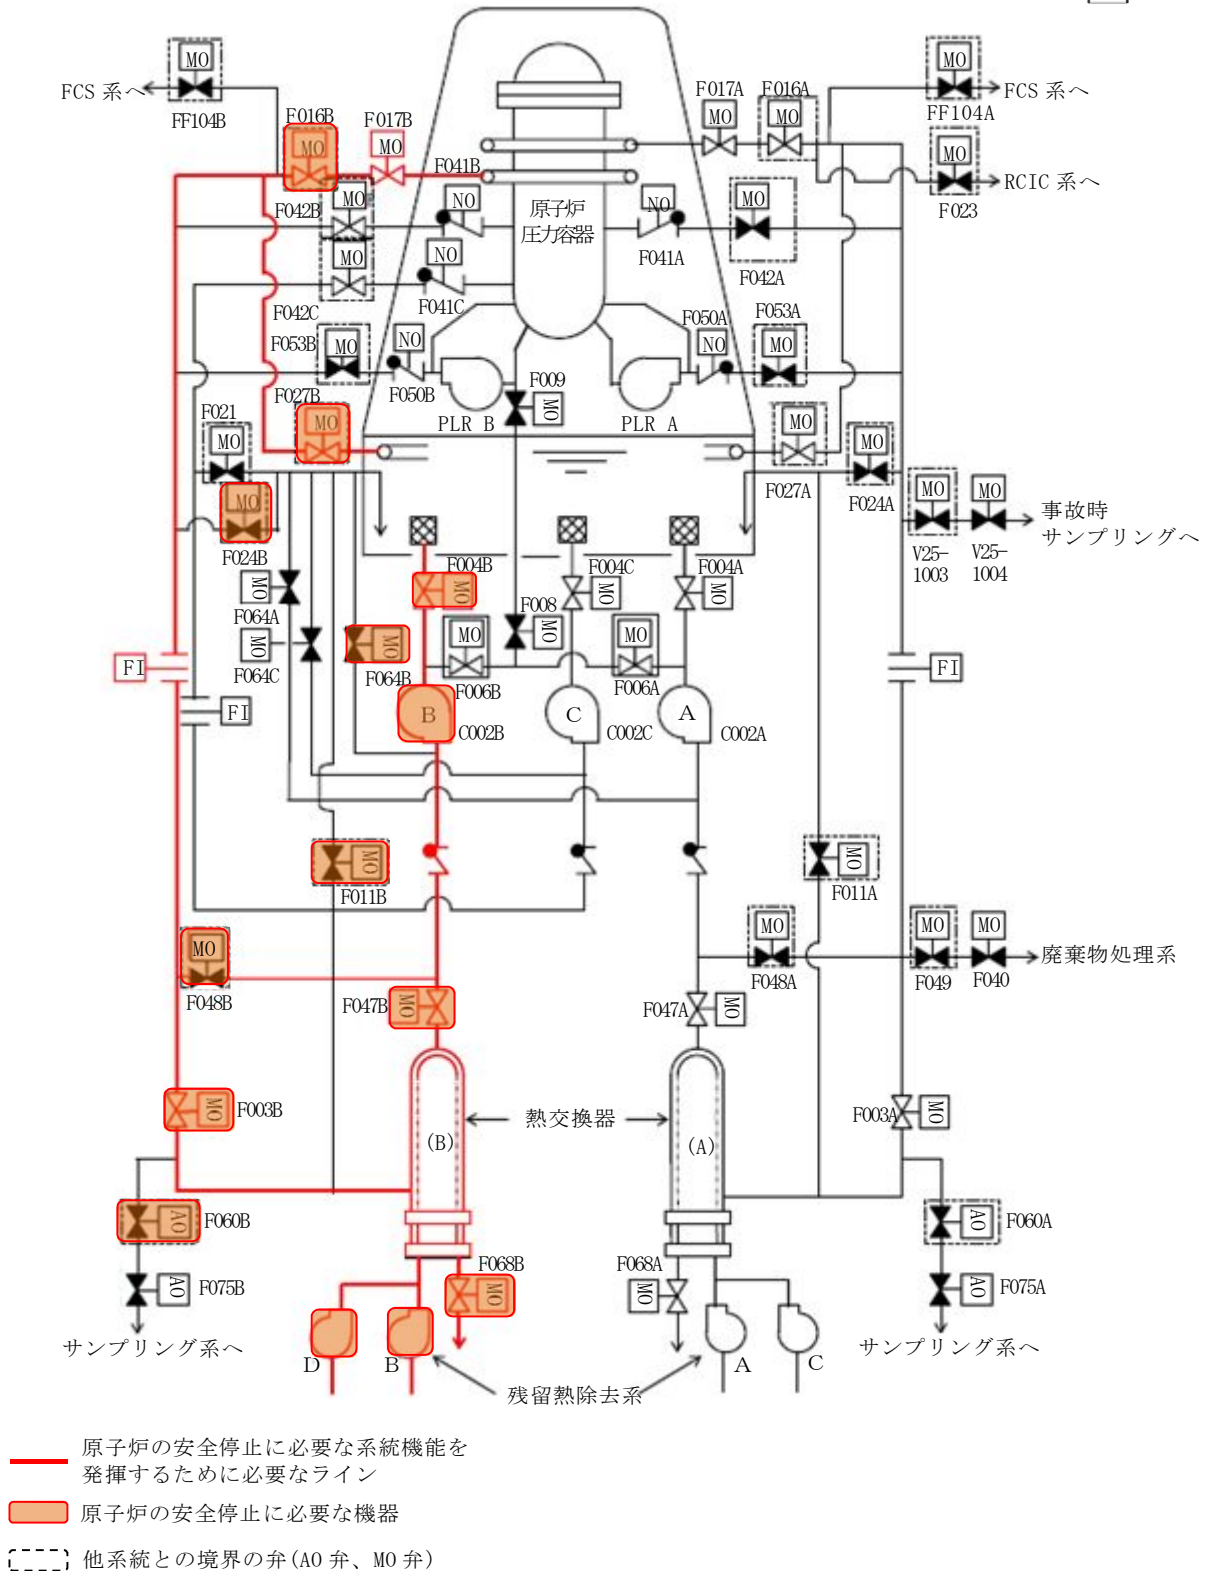 MO
FCS 系へ
FF104B
F016B
MO
F017B
MO
F041B
F017A
MO
F016A
MO
MO
FCS 系へ
FF104A
MO
RCIC 系へ
F023
F042B
MO
NO
原子炉
圧力容器
NO
F041A
MO
F042A
MO
F042C
NO
F041C
F053B
MO
NO
F050B
F050A
NO
F053A
MO
F009
MO
PLR B
PLR A
F027B
MO
F021
MO
MO
F024B
MO
F027A
MO
F024A
MO
V25-
1003
MO
V25-
1004
事故時
サンプリングへ
F004B
MO
F004C
MO
F004A
MO
MO
F064A
MO
F064C
MO
F064B
MO
F006B
F008
MO
MO
F006A
FI
FI
FI
B
C002B
C
C002C
A
C002A
MO
F011B
MO
F011A
MO
F048B
MO
F048A
MO
F049
MO
F040
廃棄物処理系
F047B
MO
F047A
MO
MO
F003B
F003A
MO
熱交換器
(B)
(A)
AO
F060B
AO
F060A
AO
F075B
AO
F075A
サンプリング系へ
サンプリング系へ
F068B
MO
F068A
MO
D
B
A
C
残留熱除去系
原子炉の安全停止に必要な系統機能を
発揮するために必要なライン
原子炉の安全停止に必要な機器
他系統との境界の弁(AO 弁、MO 弁)